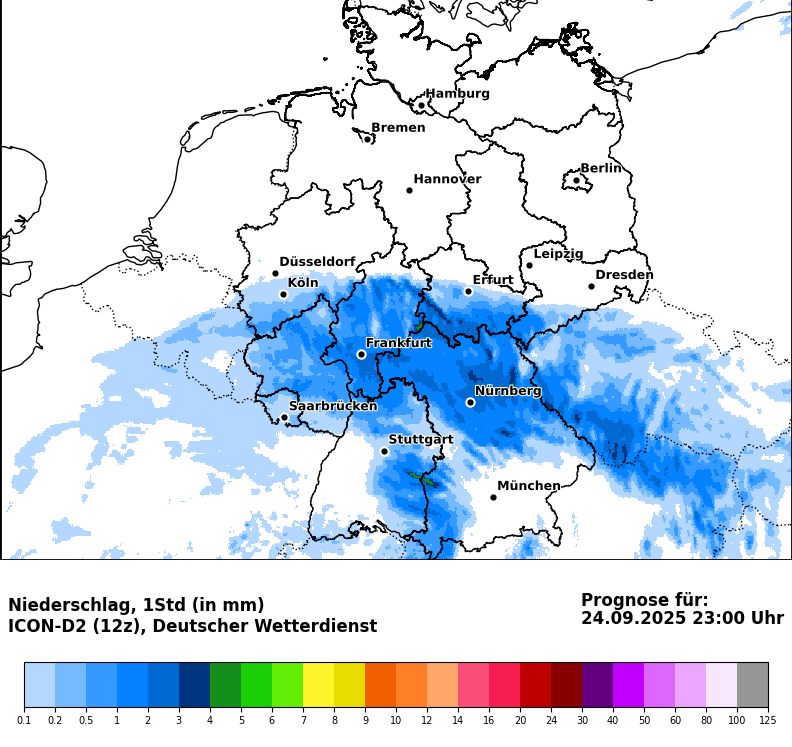 Hamburg
Bremen
Berlin
Hannover
Leipzig
Düsseldorf
Dresden
Köln
Erfurt
Frankfurt
Nürnberg
Saarbrücken
Stuttgart
München
Niederschlag, 1Std (in mm)
ICON-D2 (12z), Deutscher Wetterdienst
Prognose für:
24.09.2025 23:00 Uhr
0.1 0.2 0.5 1 2 3 4 5 6 7 8 9 10 12 14 16 20 24 30 40 50 60 80 100 125